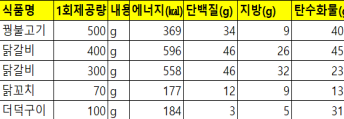 식품명 1회제공량 내용 에너지(㎉) 단백질(g) 지방(g) 탄수화물(g
꿩불고기 500 g 369 34 9 40
닭갈비 400 g 596 46 26 45
닭갈비 300 g 558 46 32 23
닭꼬치 70 g 177 12 9 13
더덕구이 100 g 184 3 5 31